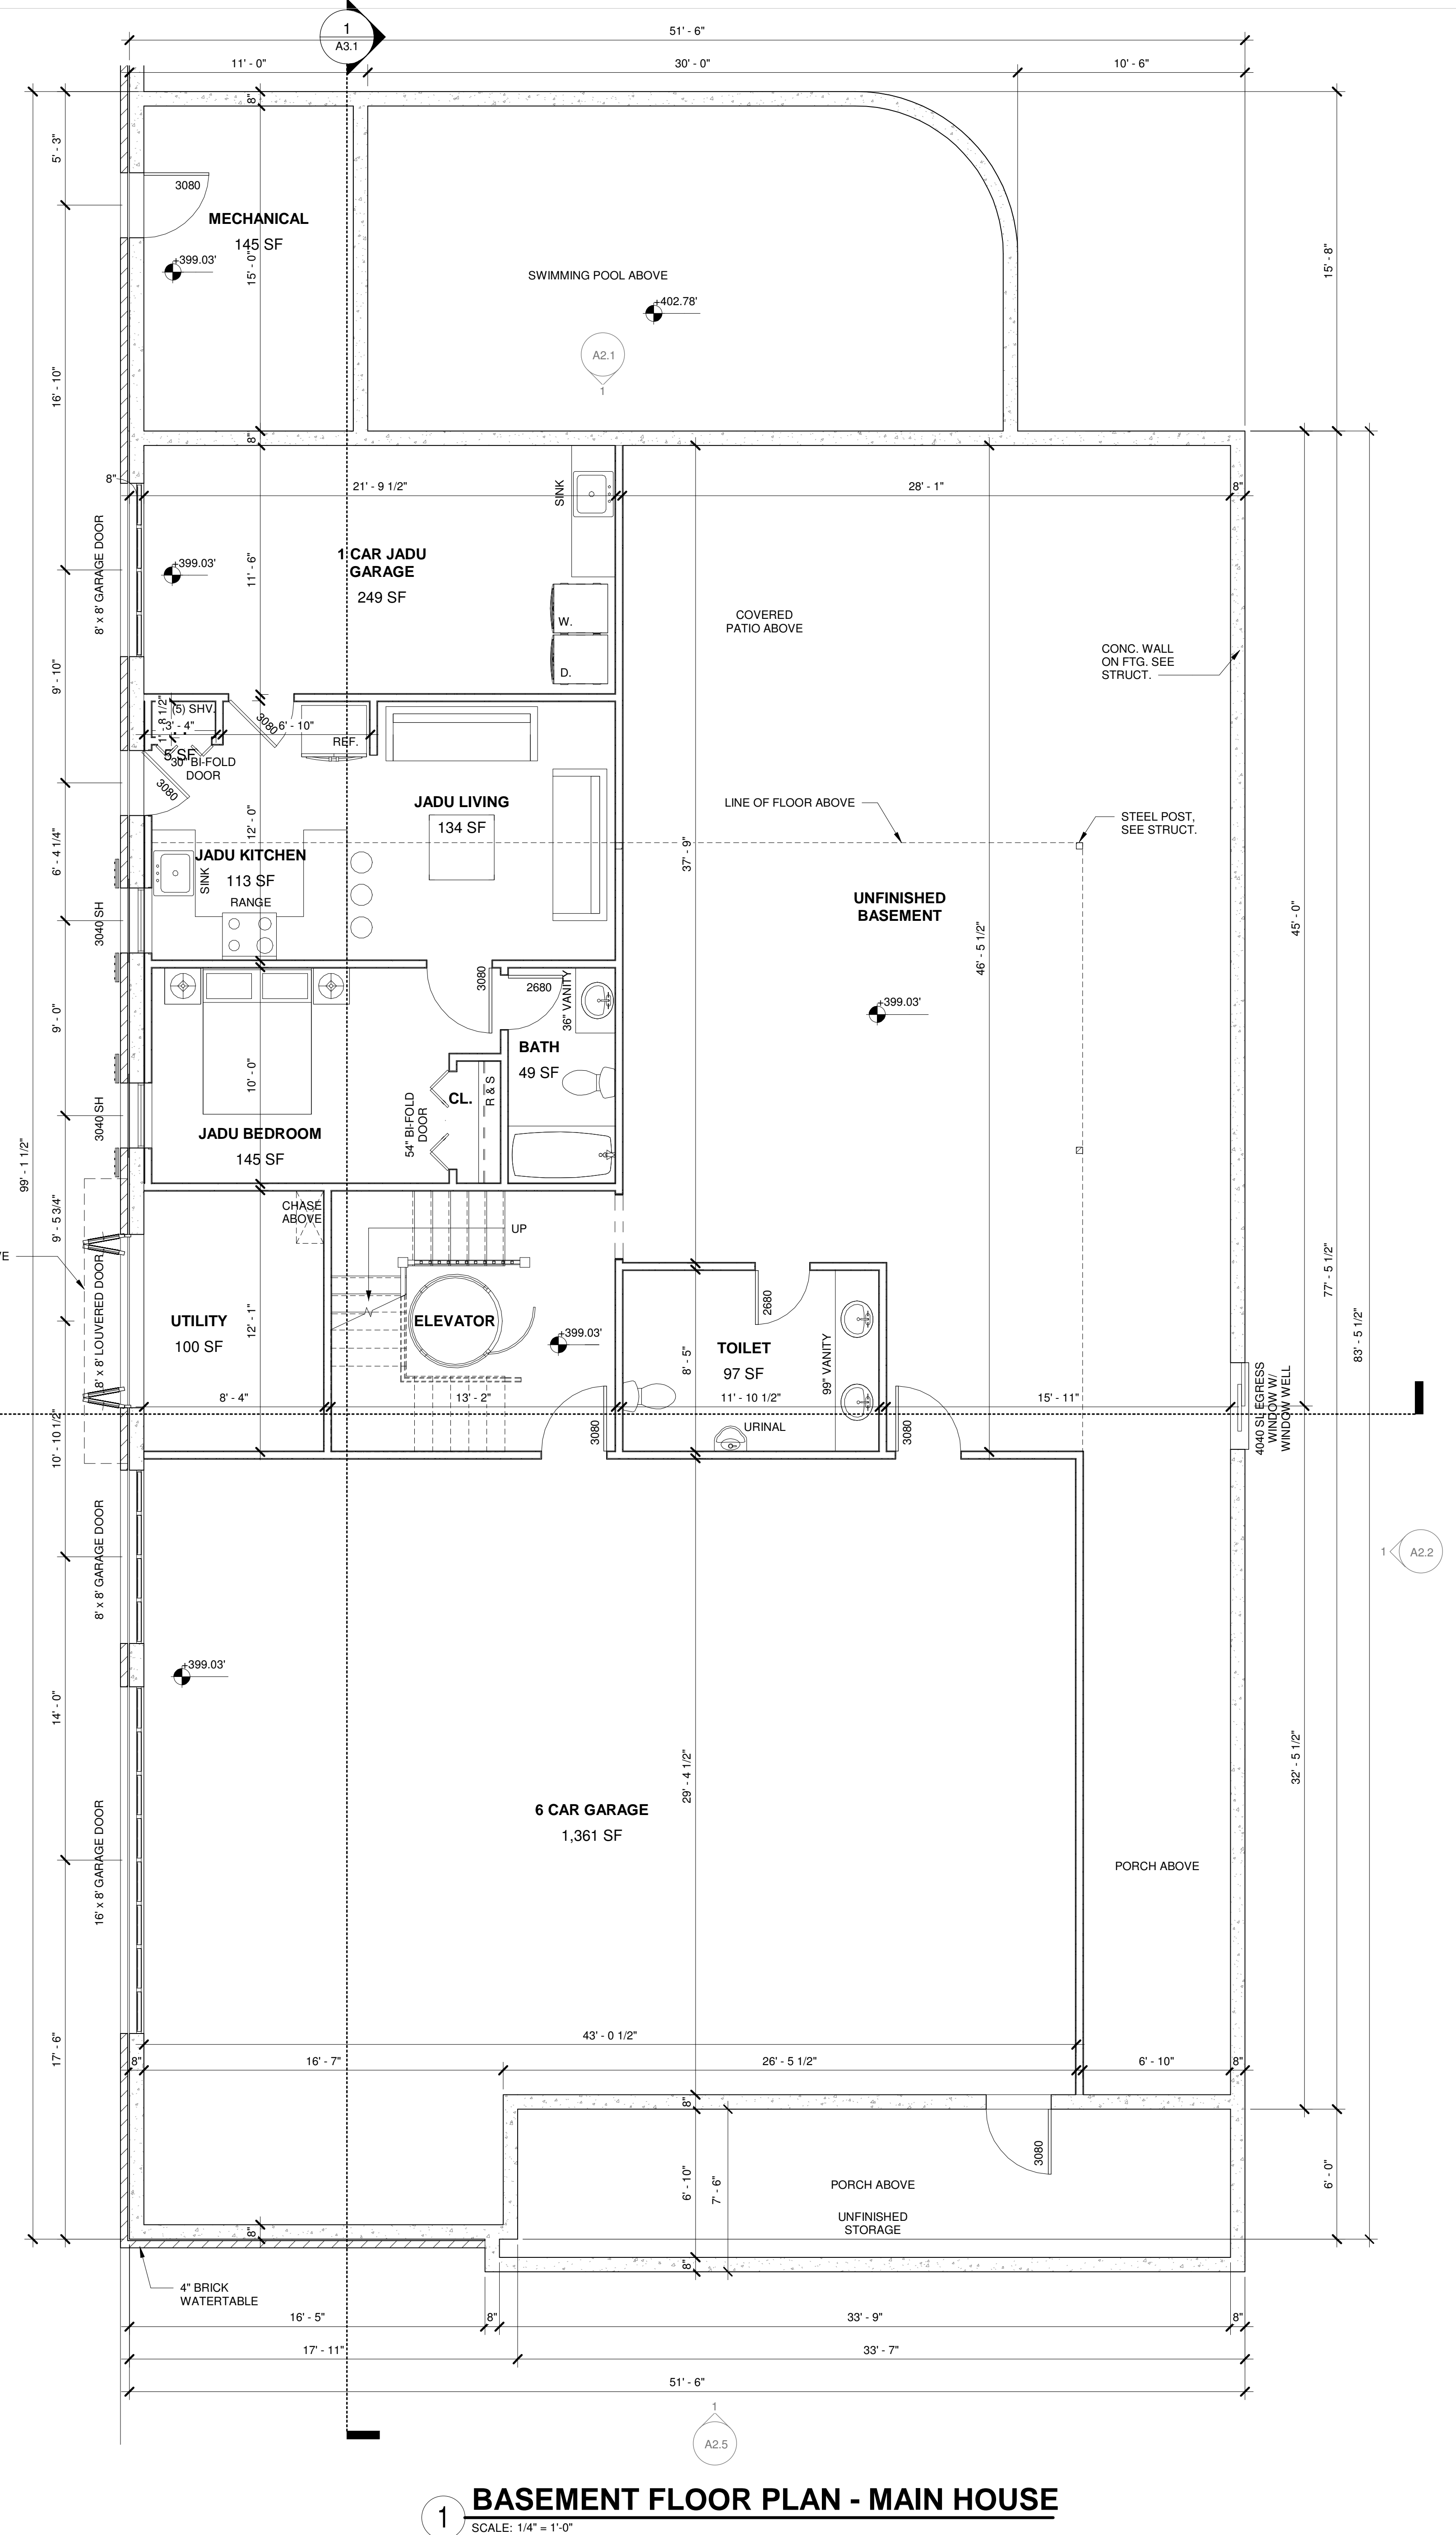 1
A3.1
51' - 6"
11' - 0"
30' - 0"
10' - 6"
8"
5' - 3"
3080
MECHANICAL
145 SF
+399.03'
15' - 0"
15' - 8"
SWIMMING POOL ABOVE
+402.78'
A2.1
1
16' - 10"
8"
8"
21' - 9 1/2"
SINK
28' - 1"
8"
8' x 8' GARAGE DOOR
1 CAR JADU
GARAGE
249 SF
+399.03'
11' - 6"
W.
D.
COVERED
PATIO ABOVE
CONC. WALL
ON FTG. SEE
STRUCT.
9' - 10"
(5) SHV.
1' - 8 1/2"
3' - 4"
3080
6' - 10"
REF.
5 SF
30" BI-FOLD
DOOR
3080
JADU LIVING
134 SF
LINE OF FLOOR ABOVE
STEEL POST,
SEE STRUCT.
12' - 0"
6' - 4 1/4"
JADU KITCHEN
113 SF
SINK
RANGE
37' - 9"
UNFINISHED
BASEMENT
46' - 5 1/2"
45' - 0"
3040 SH
3080
2680
36" VANITY
+399.03'
9' - 0"
BATH
49 SF
10' - 0"
CL.
R & S
54" BI-FOLD
DOOR
3040 SH
JADU BEDROOM
145 SF
99' - 1 1/2"
9' - 5 3/4"
CHASE
ABOVE
UP
VE
8' x 8' LOUVERED DOOR
UTILITY
100 SF
12' - 1"
ELEVATOR
+399.03'
2680
TOILET
97 SF
8' - 5"
99" VANITY
77' - 5 1/2"
83' - 5 1/2"
8' - 4"
13' - 2"
11' - 10 1/2"
15' - 11"
URINAL
3080
3080
4040 SL EGRESS
WINDOW W/
WINDOW WELL
10' - 10 1/2"
8' x 8' GARAGE DOOR
1
A2.2
+399.03'
14' - 0"
29' - 4 1/2"
32' - 5 1/2"
6 CAR GARAGE
1,361 SF
16' x 8' GARAGE DOOR
PORCH ABOVE
17' - 6"
43' - 0 1/2"
8"
16' - 7"
26' - 5 1/2"
6' - 10"
8"
8"
3080
6' - 10"
7' - 6"
PORCH ABOVE
6' - 0"
UNFINISHED
STORAGE
8"
8"
4" BRICK
WATERTABLE
16' - 5"
8"
33' - 9"
8"
17' - 11"
33' - 7"
51' - 6"
1
A2.5
1
BASEMENT FLOOR PLAN - MAIN HOUSE
SCALE: 1/4" = 1'-0"